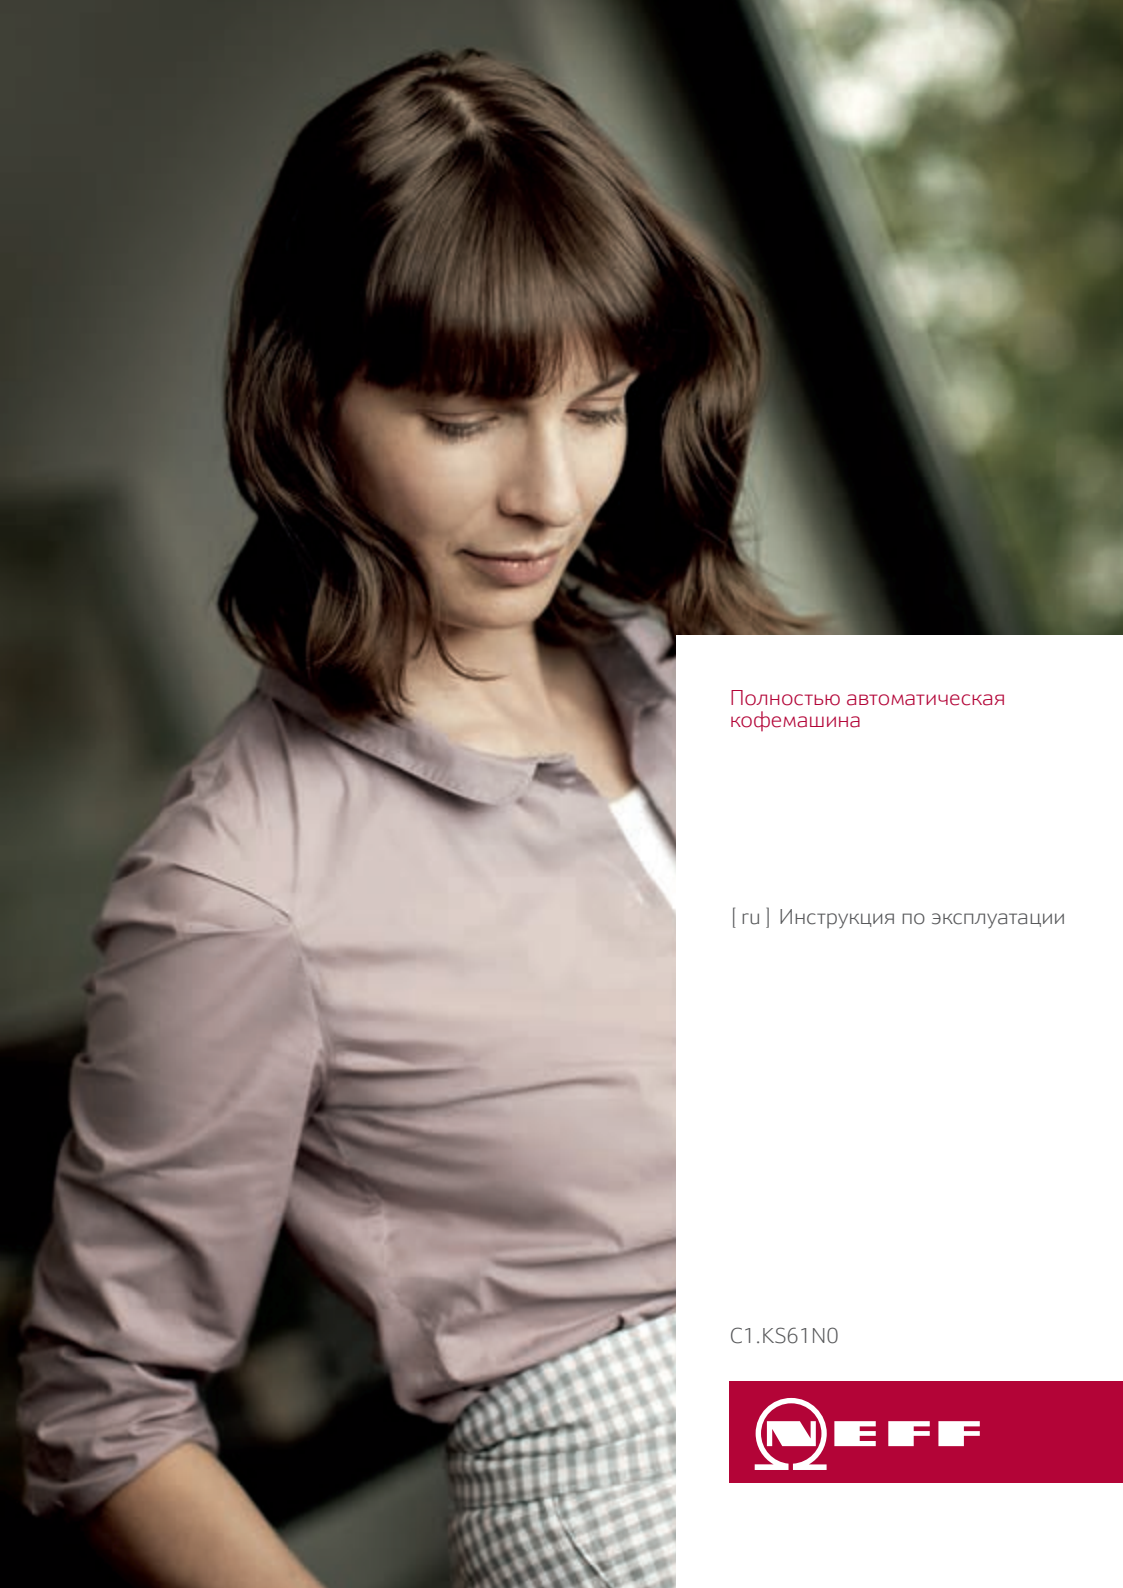 Полностью автоматическая
кофемашина
[ ru ] Инструкция по эксплуатации
C1.KS61N0
NEFF